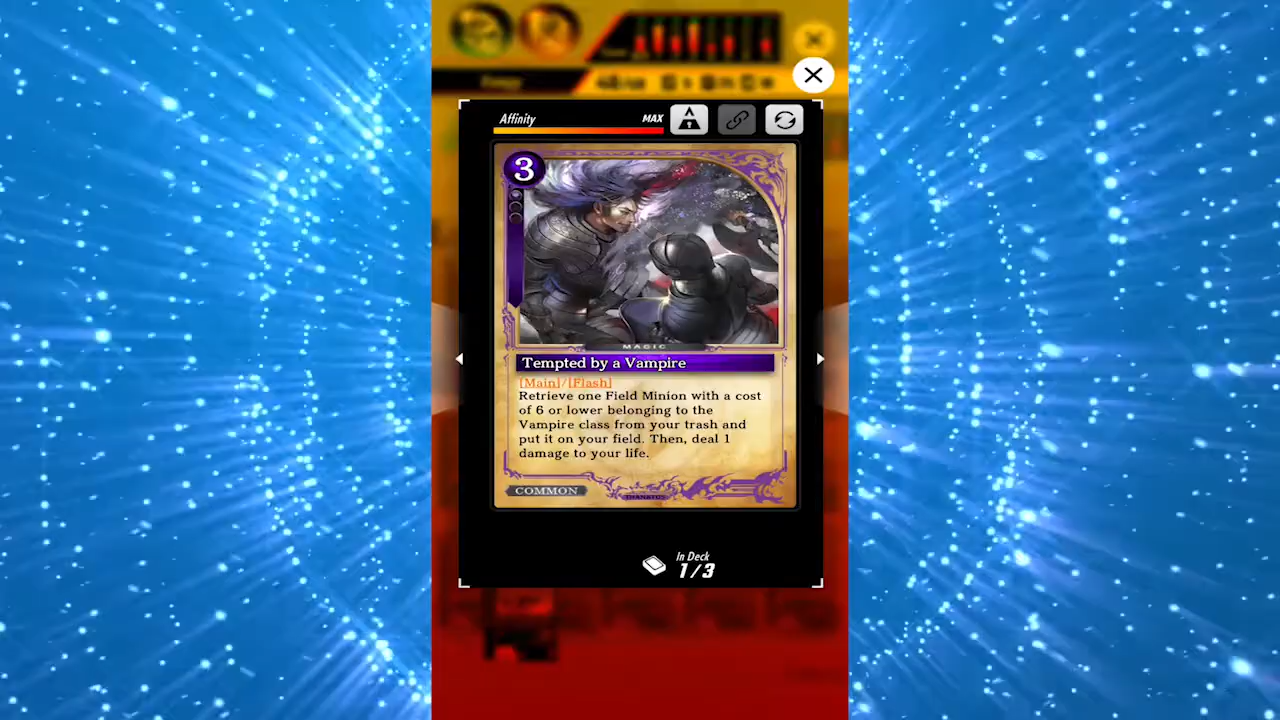 Affinity
MAX
3
MAGIC
Tempted by a Vampire
[Main]/[Flash]
Retrieve one Field Minion with a cost
of 6 or lower belonging to the
Vampire class from your trash and
put it on your field. Then, deal 1
damage to your life.
COMMON
In Deck
1/3